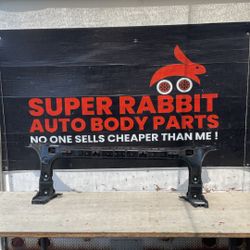 SUPER RABBIT
AUTO BODY PARTS
NO ONE SELLS CHEAPER THAN ME !